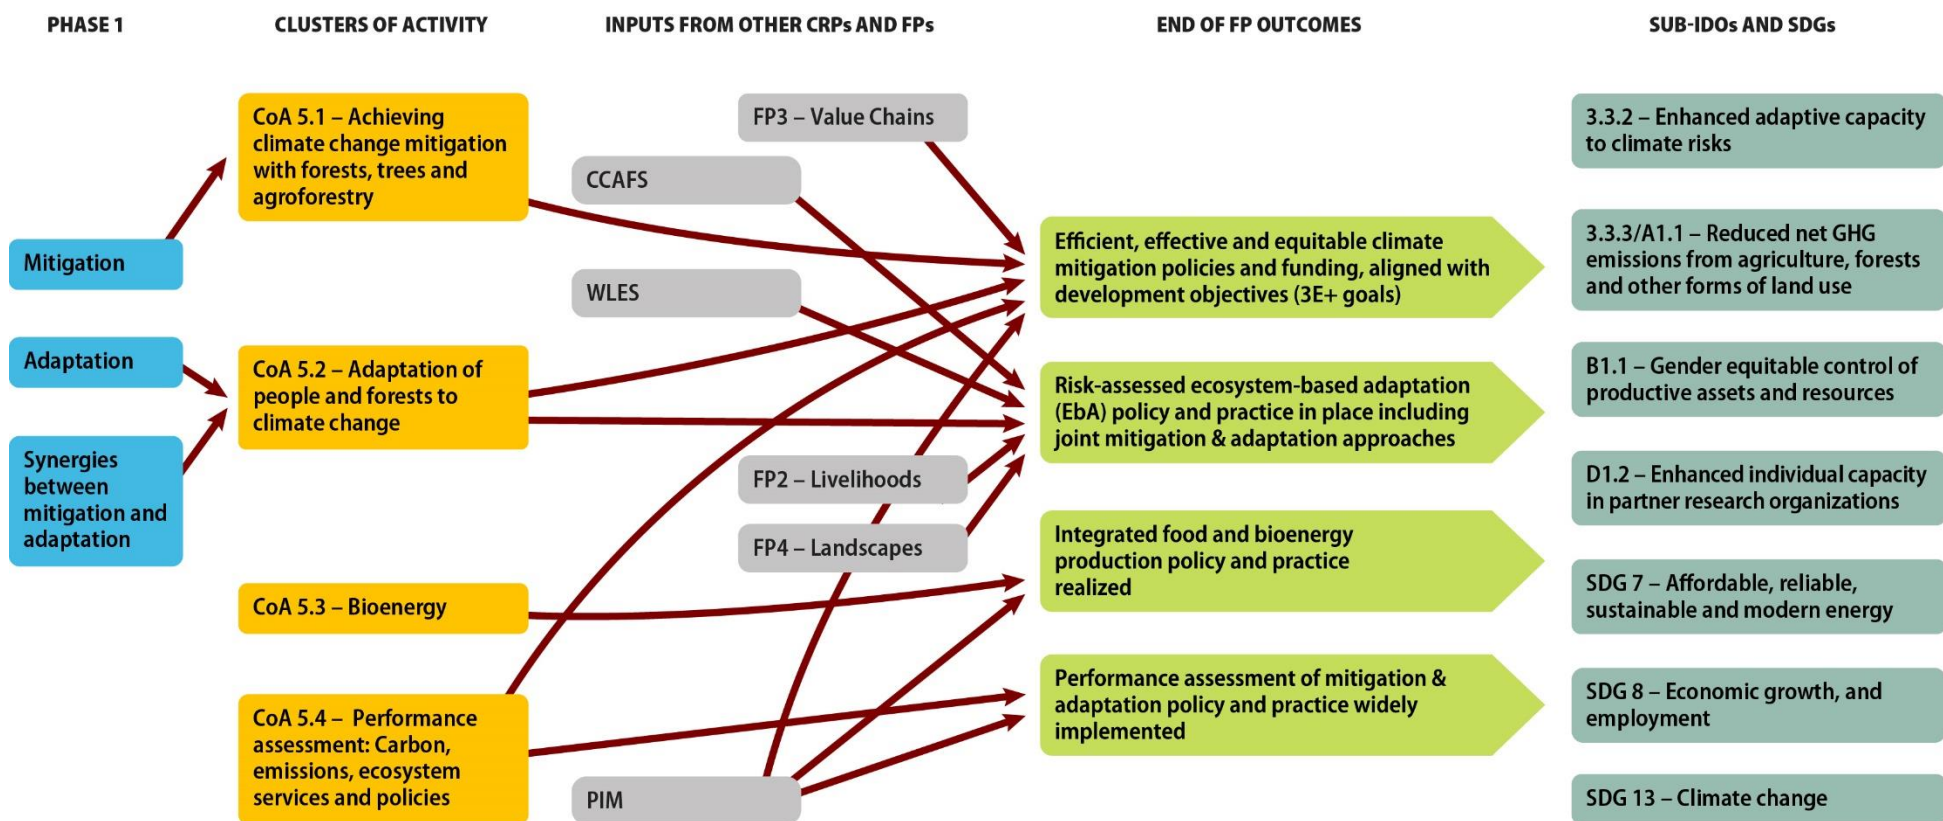 PHASE 1
CLUSTERS OF ACTIVITY
INPUTS FROM OTHER CRPs AND FPs
END OF FP OUTCOMES
SUB-IDOs AND SDGs
Mitigation
Adaptation
Synergies
between
mitigation and
adaptation
CoA 5.1 – Achieving
climate change mitigation
with forests, trees and
agroforestry
CoA 5.2 – Adaptation of
people and forests to
climate change
CoA 5.3 – Bioenergy
CoA 5.4 – Performance
assessment: Carbon,
emissions, ecosystem
services and policies
FP3 – Value Chains
CCAFS
WLES
FP2 – Livelihoods
FP4 – Landscapes
PIM
Efficient, effective and equitable climate
mitigation policies and funding, aligned with
development objectives (3E+ goals)
Risk-assessed ecosystem-based adaptation
(EbA) policy and practice in place including
joint mitigation & adaptation approaches
Integrated food and bioenergy
production policy and practice
realized
Performance assessment of mitigation &
adaptation policy and practice widely
implemented
3.3.2 – Enhanced adaptive capacity
to climate risks
3.3.3/A1.1 – Reduced net GHG
emissions from agriculture, forests
and other forms of land use
B1.1 – Gender equitable control of
productive assets and resources
D1.2 – Enhanced individual capacity
in partner research organizations
SDG 7 – Affordable, reliable,
sustainable and modern energy
SDG 8 – Economic growth, and
employment
SDG 13 – Climate change